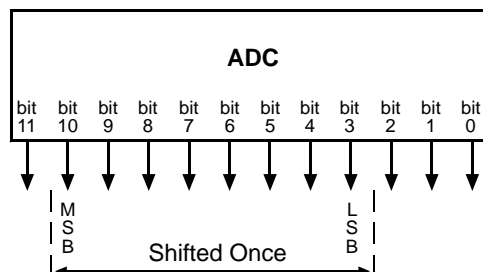 ADC
bit bit bit bit bit bit bit bit bit bit bit bit
11 10 9 8 7 6 5 4 3 2 1 0
MSB LSB
Shifted Once